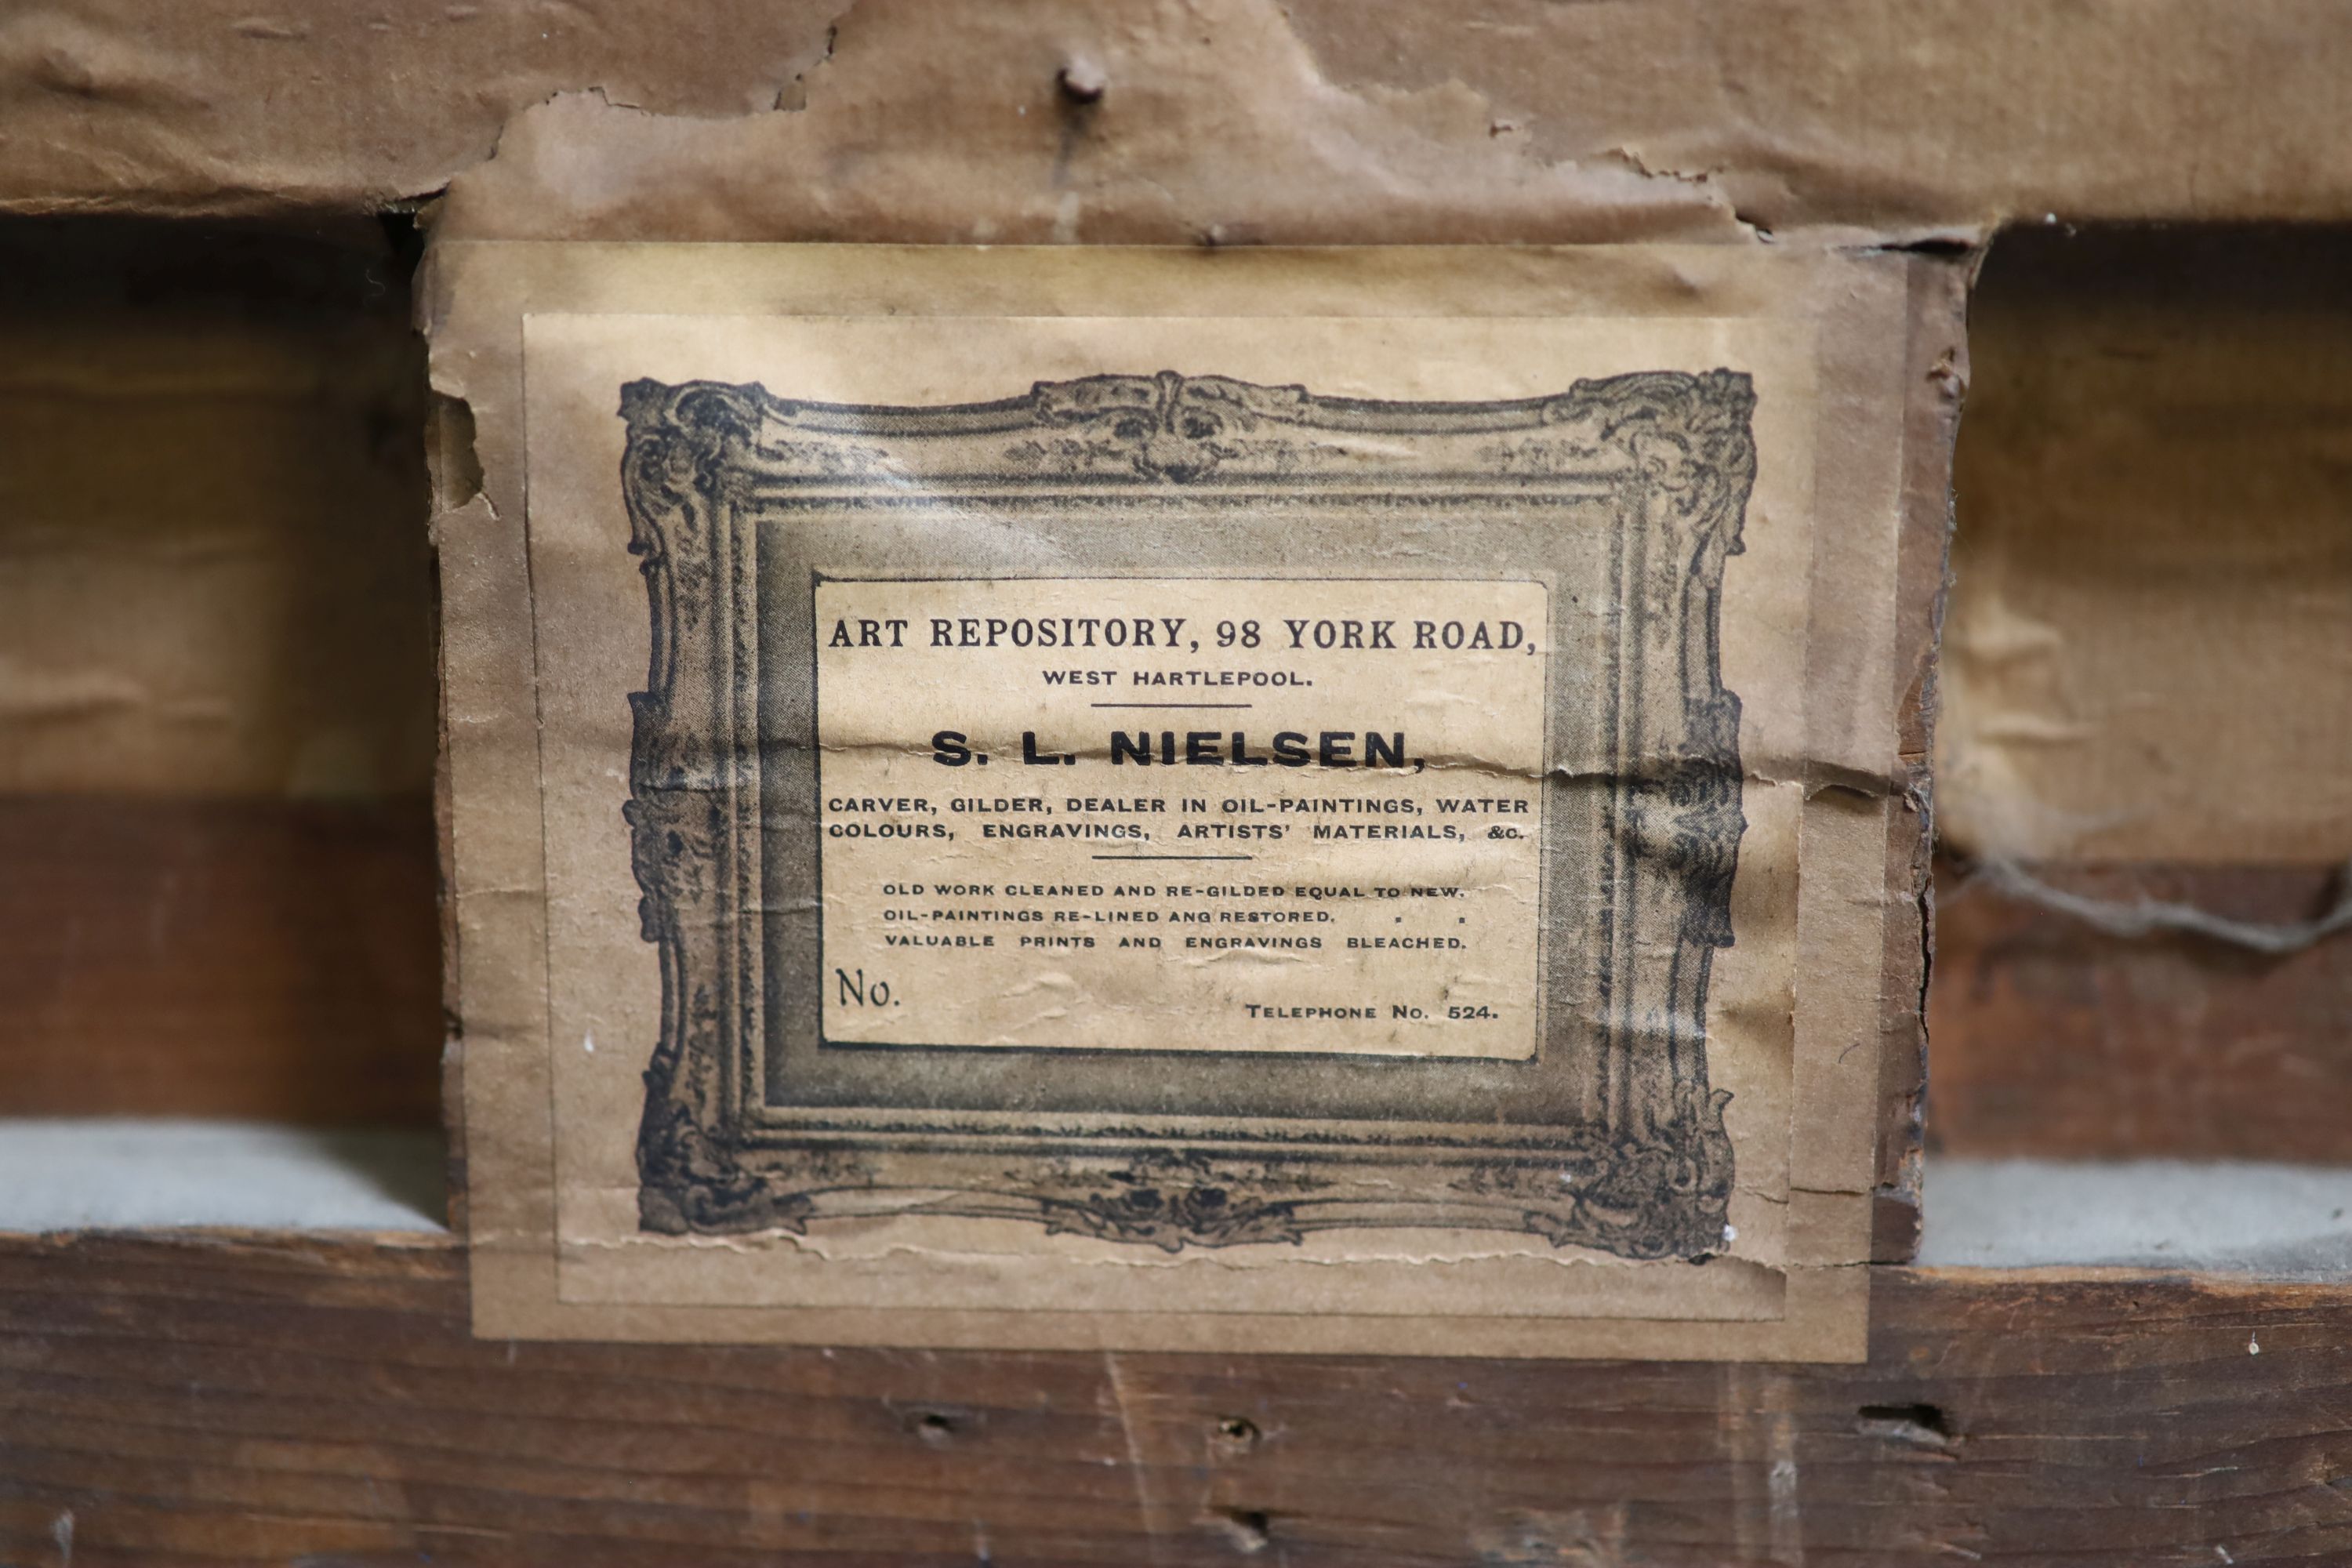 ART REPOSITORY, 98 YORK ROAD,
WEST HARTLEPOOL.
S. L. NIELSEN,
CARVER, GILDER, DEALER IN OIL-PAINTINGS, WATER
COLOURS, ENGRAVINGS, ARTISTS' MATERIALS, &c.
OLD WORK CLEANED AND RE-GILDED EQUAL TO NEW.
OIL-PAINTINGS RE-LINED ANG RESTORED. . .
VALUABLE PRINTS AND ENGRAVINGS BLEACHED.
No.
TELEPHONE No. 524.